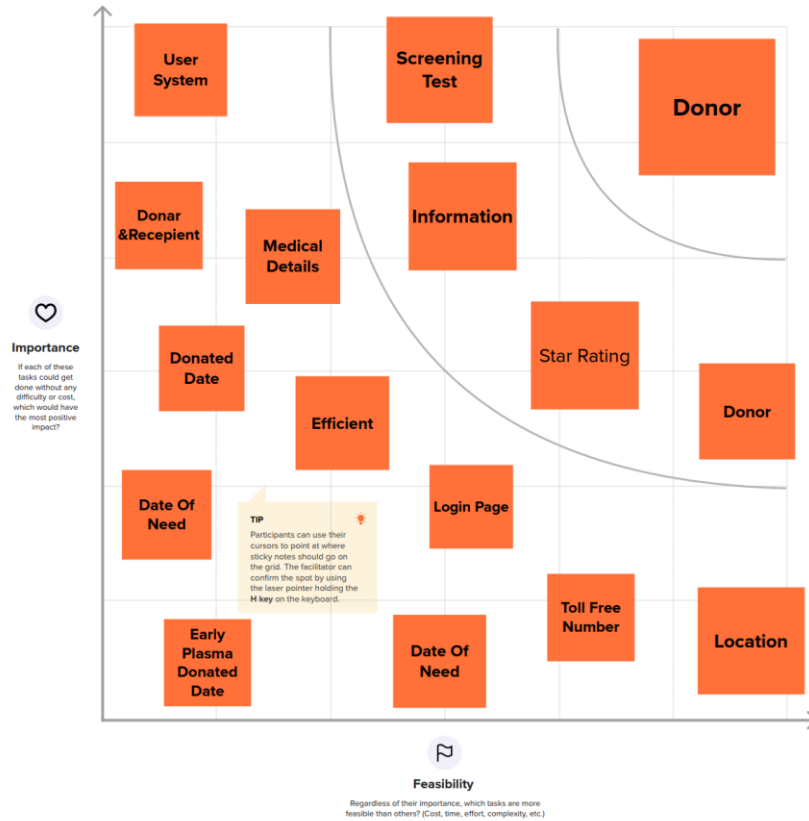 User
System
Screening
Test
Donor
Donar
&Recepient
Medical
Details
Information
Importance
If each of these
tasks could get
done without any
difficulty or cost,
which would have
the most positive
impact?
Donated
Date
Efficient
Star Rating
Donor
Date Of
Need
TIP
Participants can use their
cursors to point at where
sticky notes should go on
the grid. The facilitator can
confirm the spot by using
the laser pointer holding the
H key on the keyboard.
Login Page
Early
Plasma
Donated
Date
Date Of
Need
Toll Free
Number
Location
Feasibility
Regardless of their importance, which tasks are more
feasible than others? (Cost, time, effort, complexity, etc.)